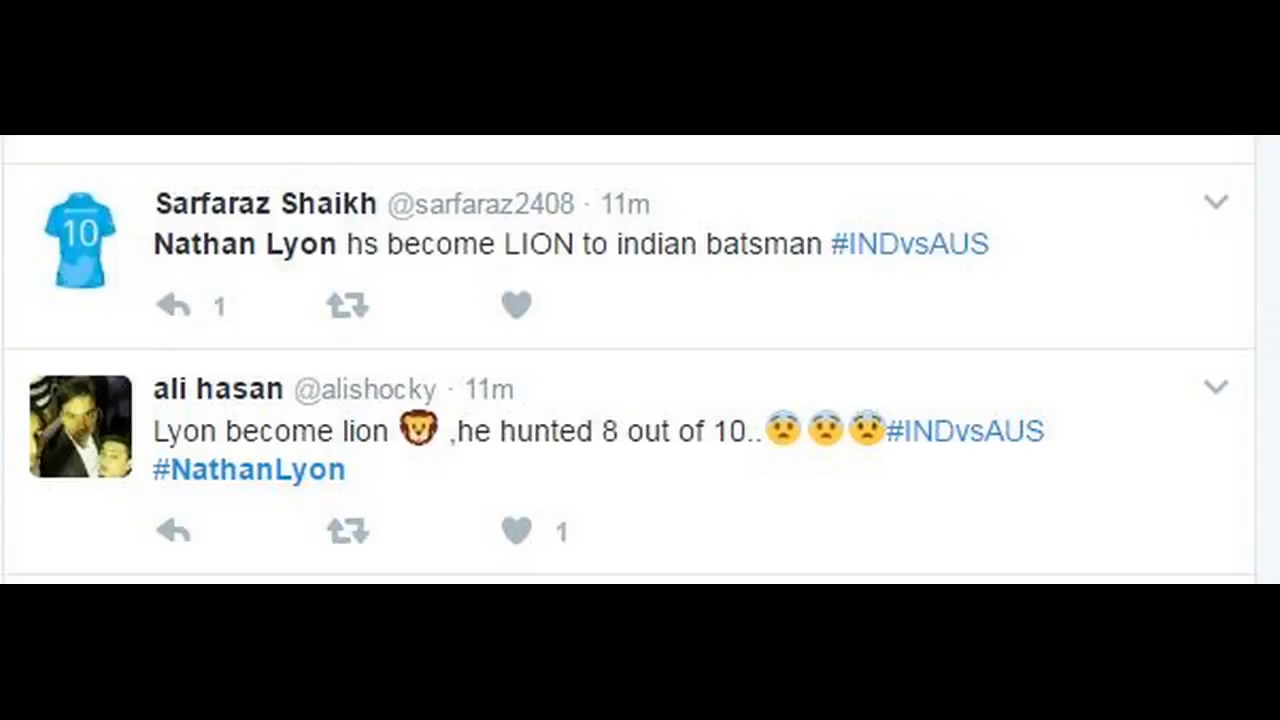 10
Sarfaraz Shaikh @sarfaraz2408 · 11m
Nathan Lyon hs become LION to indian batsman #INDvsAUS
1
ali hasan @alishocky · 11m
Lyon become lion 🦁 ,he hunted 8 out of 10..😨😨😨#INDvsAUS
#NathanLyon
1